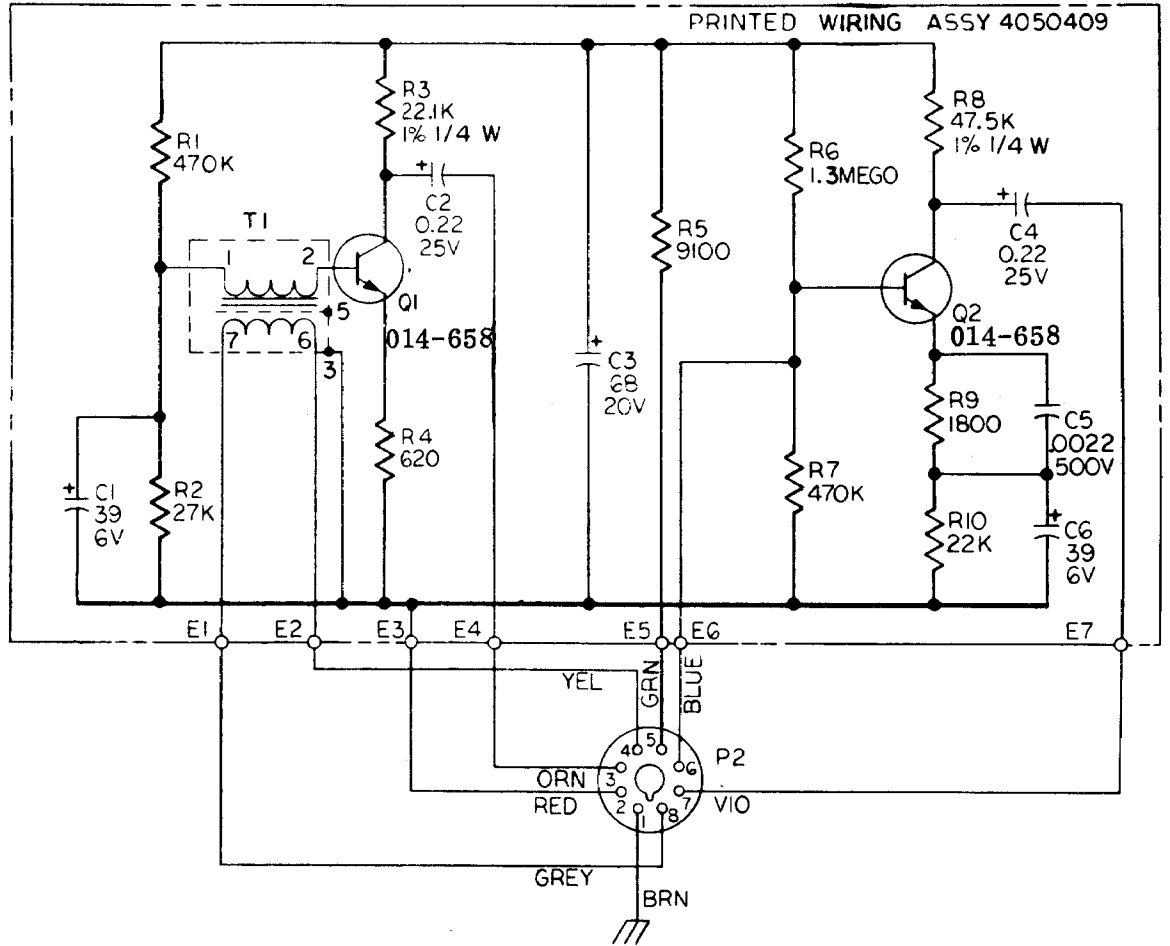 PRINTED WIRING ASSY 4050409
R1
470K
R3
22.1K
1% 1/4 W
+
C2
0.22
25V
T1
1
2
5
7
6
3
Q1
014-658
R4
620
+
C1
39
6V
R2
27K
+
C3
68
20V
R5
9100
R6
1.3MEGO
R7
470K
R8
47.5K
1% 1/4 W
+
C4
0.22
25V
Q2
014-658
R9
1800
C5
.0022
500V
R10
22K
+
C6
39
6V
E1
E2
E3
E4
E5
E6
E7
YEL
GRN
BLUE
4
5
3
6
2
7
1
8
P2
ORN
RED
VIO
GREY
BRN